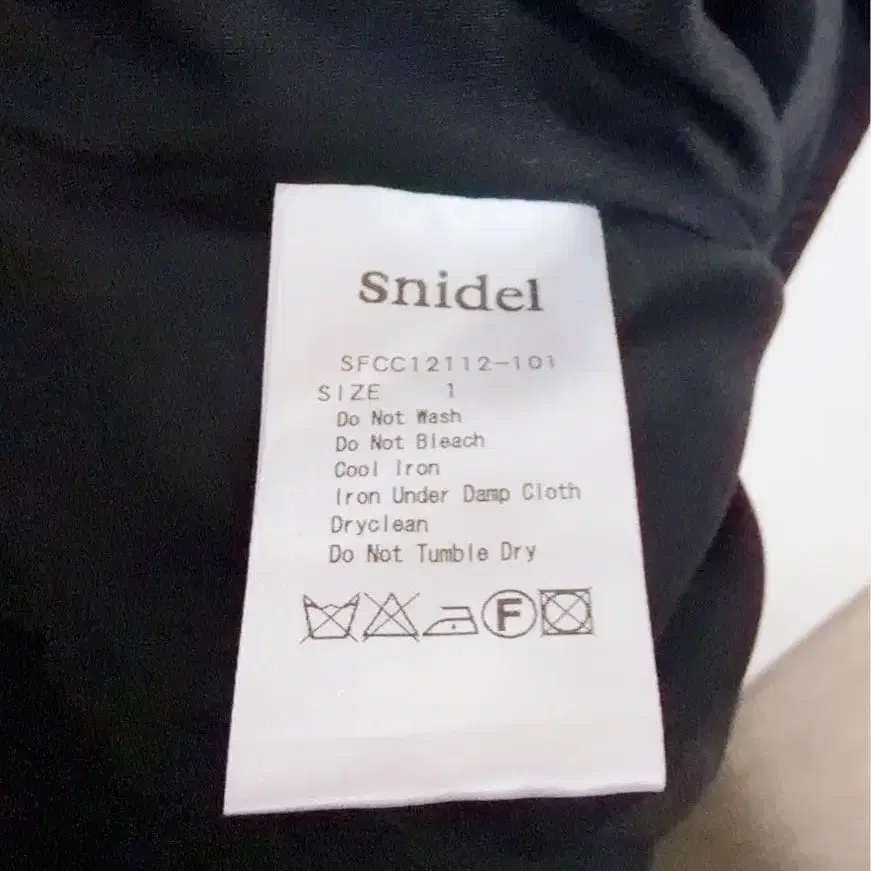 Snidel
SFCC12112-101
SIZE 1
Do Not Wash
Do Not Bleach
Cool Iron
Iron Under Damp Cloth
Dryclean
Do Not Tumble Dry
F